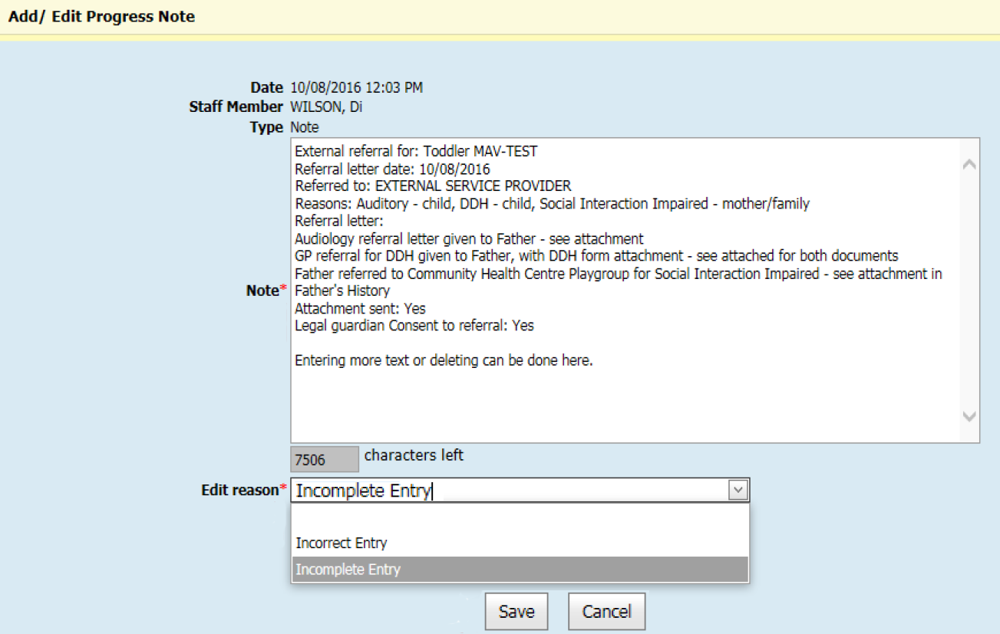 Add/ Edit Progress Note
Date 10/08/2016 12:03 PM
Staff Member WILSON, Di
Type Note
External referral for: Toddler MAV-TEST
Referral letter date: 10/08/2016
Referred to: EXTERNAL SERVICE PROVIDER
Reasons: Auditory - child, DDH - child, Social Interaction Impaired - mother/family
Referral letter:
Audiology referral letter given to Father - see attachment
GP referral for DDH given to Father, with DDH form attachment - see attached for both documents
Father referred to Community Health Centre Playgroup for Social Interaction Impaired - see attachment in
Note* Father's History
Attachment sent: Yes
Legal guardian Consent to referral: Yes
Entering more text or deleting can be done here.
7506 characters left
Edit reason* Incomplete Entry
Incorrect Entry
Incomplete Entry
Save Cancel